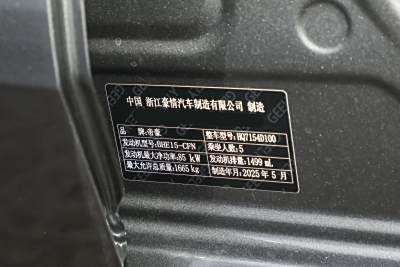 中国 浙江豪情汽车制造有限公司 制造
品 牌:帝豪 整车型号:HQ7154D100
发动机型号:BHE15-CFN 乘坐人数:5
发动机最大净功率:85 kW 发动机排量:1499 mL
最大允许总质量:1665 kg 制造年月:2025 年 5 月